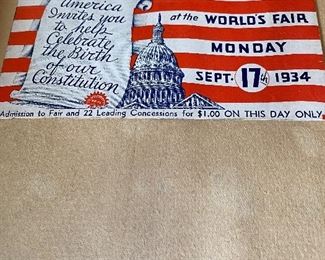 America
Invites you
to help
Celebrate
the Birth
of our
Constitution
at the WORLD'S FAIR
MONDAY
SEPT. 17th 1934
Admission to Fair and 22 Leading Concessions for $1.00 ON THIS DAY ONLY